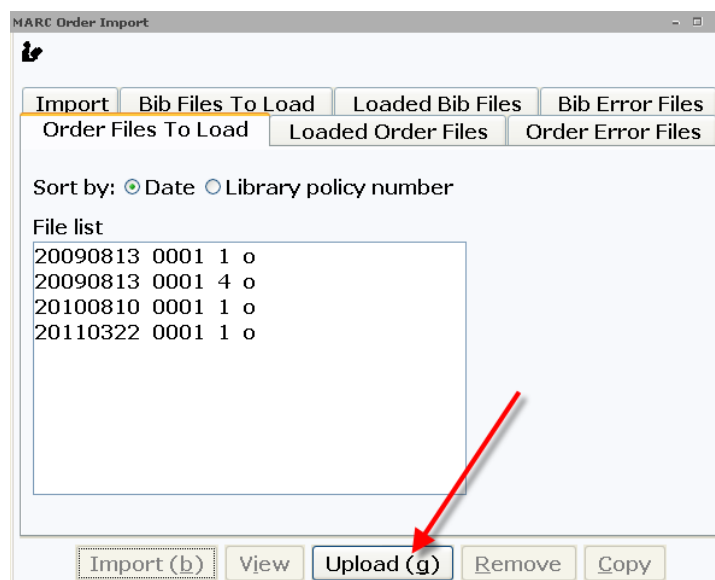 MARC Order Import
Import Bib Files To Load Loaded Bib Files Bib Error Files
Order Files To Load Loaded Order Files Order Error Files
Sort by: Date Library policy number
File list
20090813 0001 1 o
20090813 0001 4 o
20100810 0001 1 o
20110322 0001 1 o
Import (b) View Upload (g) Remove Copy